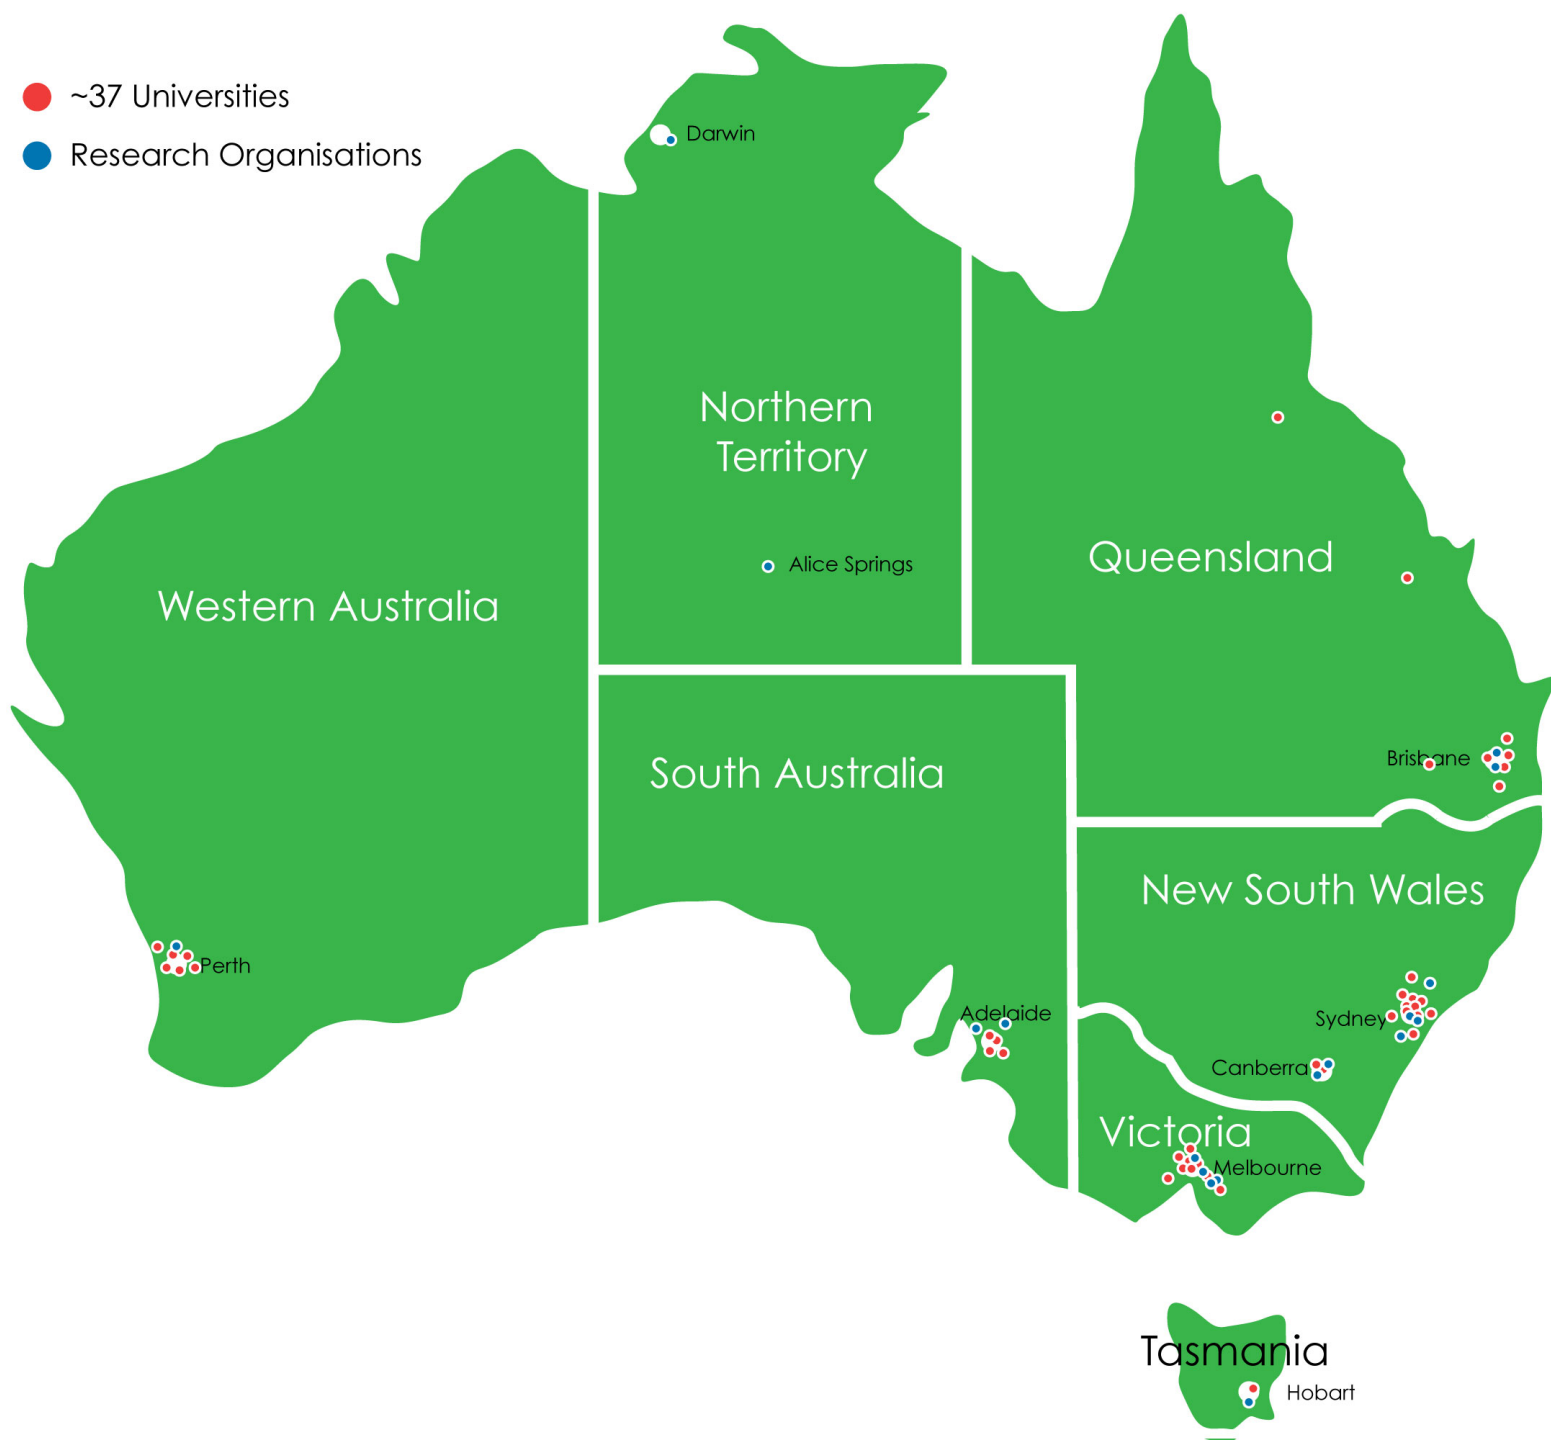 ~37 Universities
Research Organisations
Darwin
Northern
Territory
Alice Springs
Queensland
Western Australia
Brisbane
South Australia
New South Wales
Perth
Adelaide
Sydney
Canberra
Victoria
Melbourne
Tasmania
Hobart